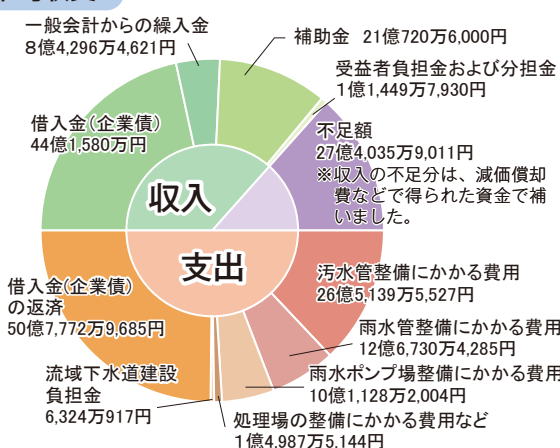 一般会計からの繰入金
8億4,296万4,621円
補助金 21億720万6,000円
受益者負担金および分担金
1億1,449万7,930円
借入金(企業債)
44億1,580万円
不足額
27億4,035万9,011円
※収入の不足分は、減価償却
費などで得られた資金で補
いました。
収入
支出
汚水管整備にかかる費用
26億5,139万5,527円
借入金(企業債)
の返済
50億7,772万9,685円
雨水管整備にかかる費用
12億6,730万4,285円
流域下水道建設
負担金
6,324万917円
雨水ポンプ場整備にかかる費用
10億1,128万2,004円
処理場の整備にかかる費用など
1億4,987万5,144円